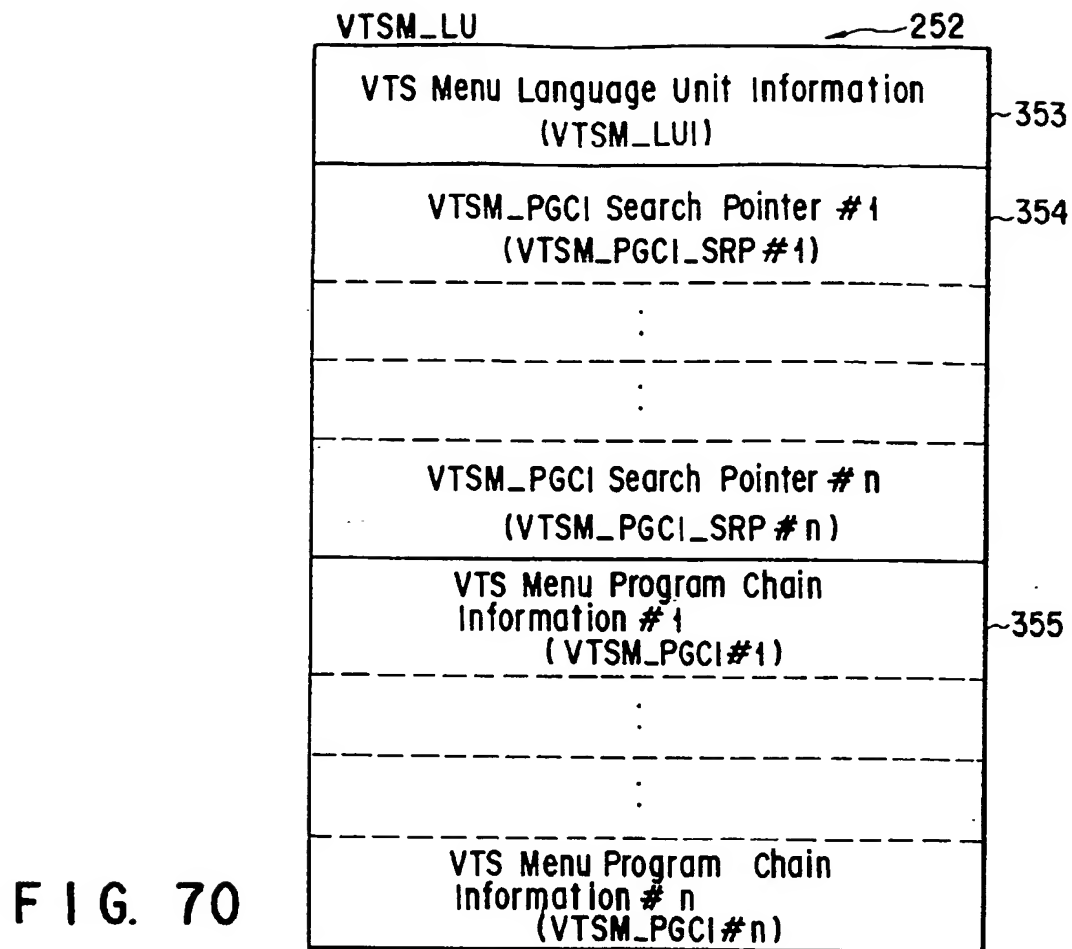 VTSM_LU
252
VTS Menu Language Unit Information
(VTSM_LUI)
353
VTSM_PGCI Search Pointer #1
(VTSM_PGCI_SRP#1)
354
VTSM_PGCI Search Pointer #n
(VTSM_PGCI_SRP#n)
VTS Menu Program Chain
Information #1
(VTSM_PGCI#1)
355
VTS Menu Program Chain
Information # n
(VTSM_PGCI#n)
FIG. 70